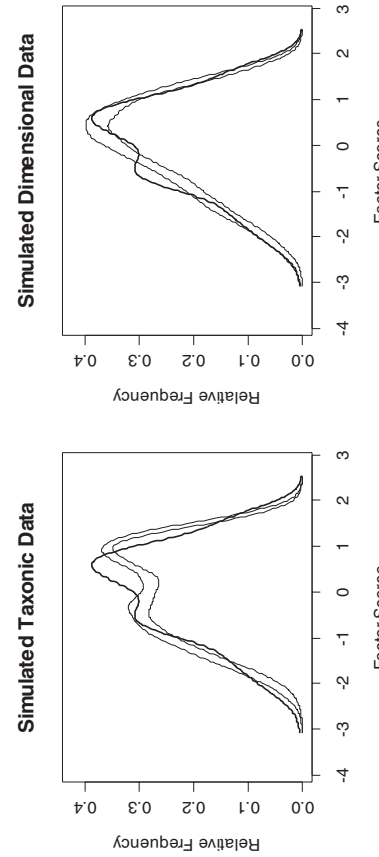 Simulated Taxonic Data
Relative Frequency
0.4
0.3
0.2
0.1
0.0
-4 -3 -2 -1 0 1 2 3
Factor Scores
Simulated Dimensional Data
Relative Frequency
0.4
0.3
0.2
0.1
0.0
-4 -3 -2 -1 0 1 2 3
Factor Scores